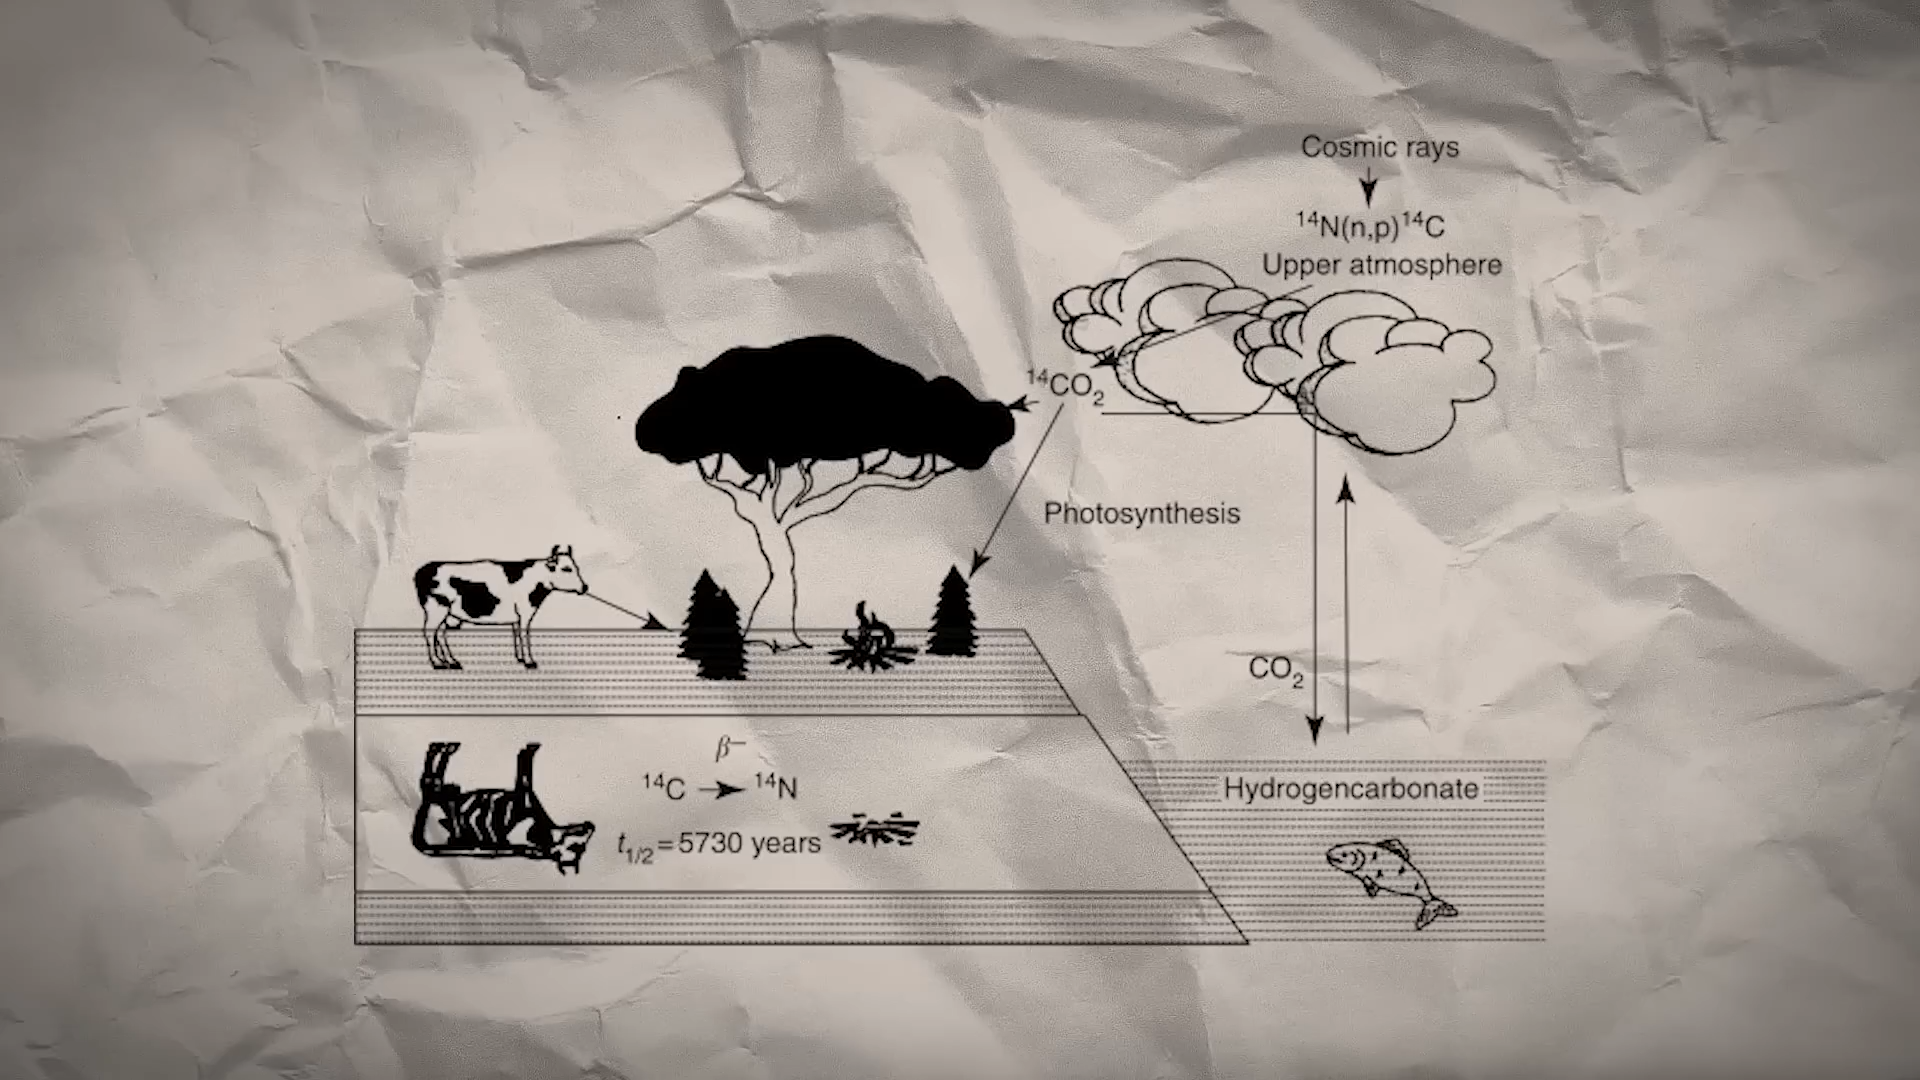 Cosmic rays
¹⁴N(n,p)¹⁴C
Upper atmosphere
¹⁴CO₂
Photosynthesis
CO₂
β⁻
¹⁴C → ¹⁴N
t₁/₂ = 5730 years
Hydrogencarbonate